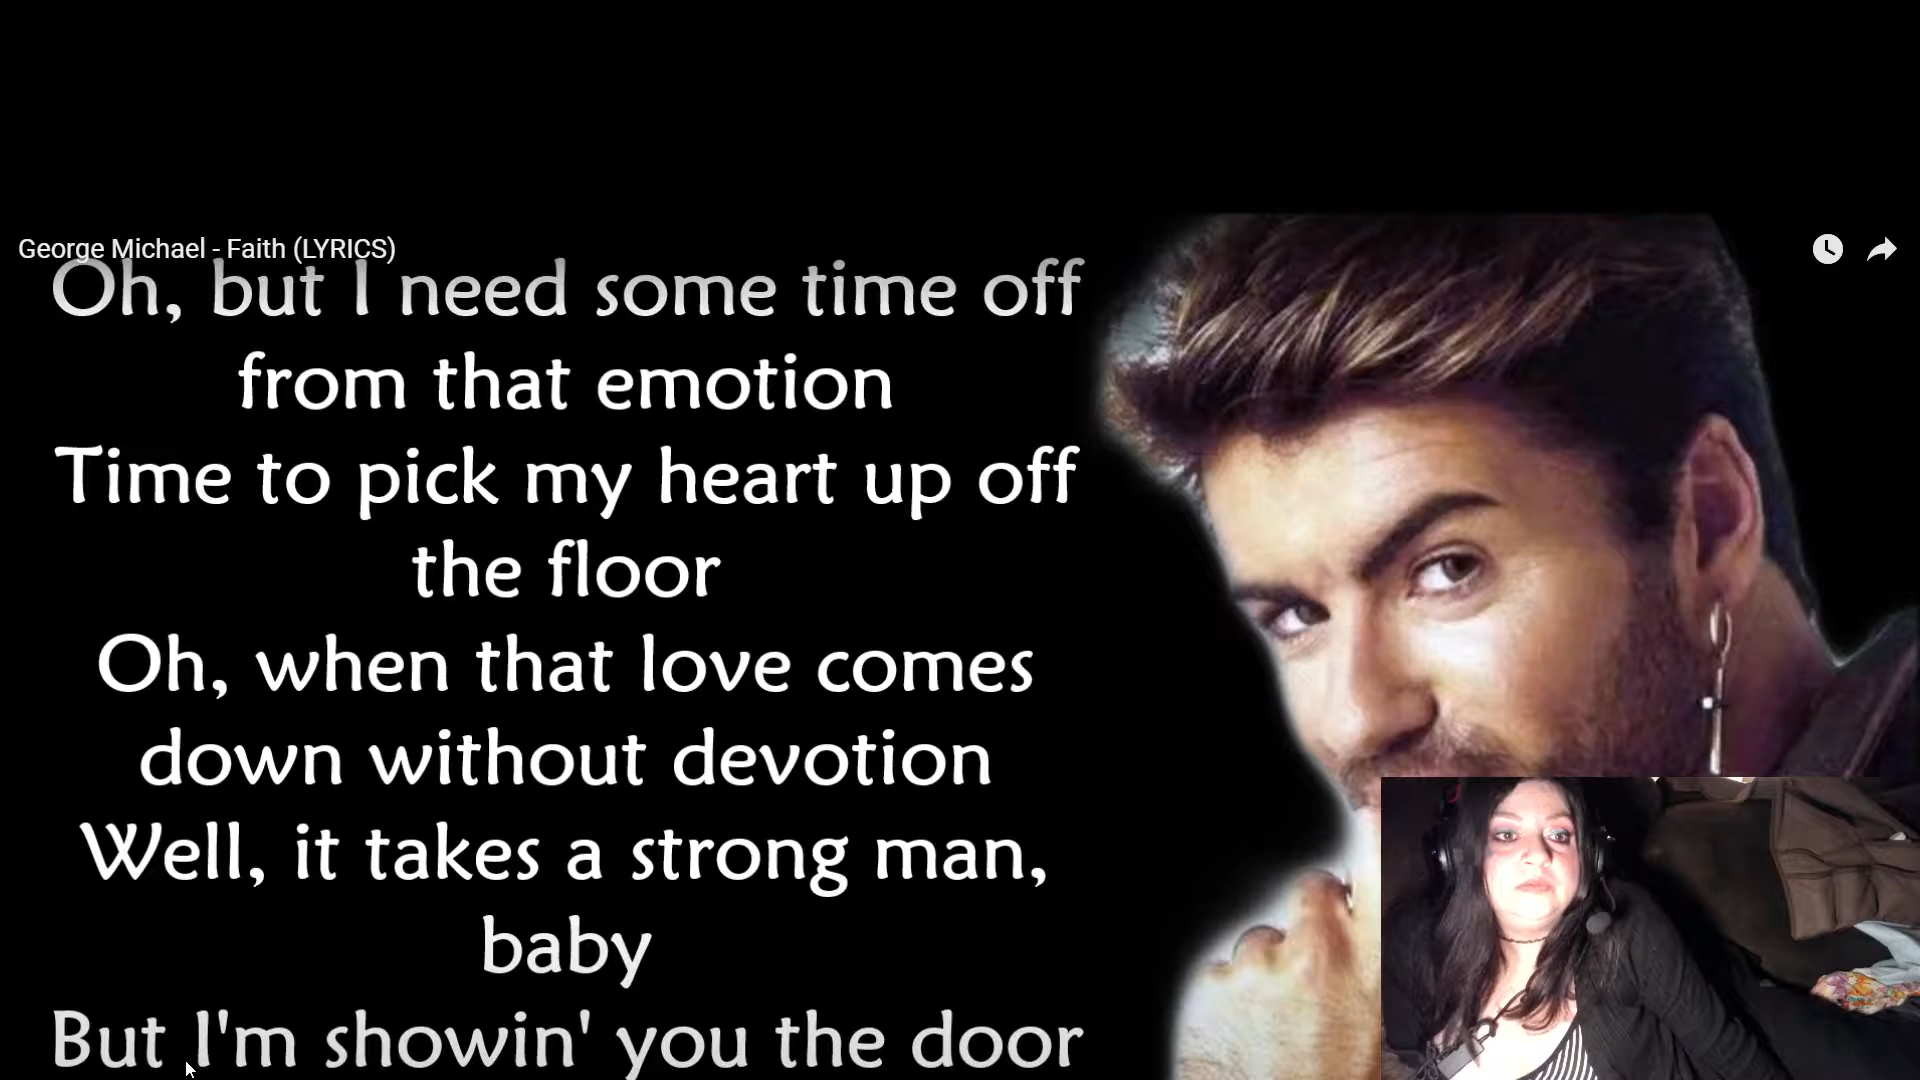 George Michael - Faith (LYRICS)
Oh, but I need some time off
from that emotion
Time to pick my heart up off
the floor
Oh, when that love comes
down without devotion
Well, it takes a strong man,
baby
But I'm showin' you the door